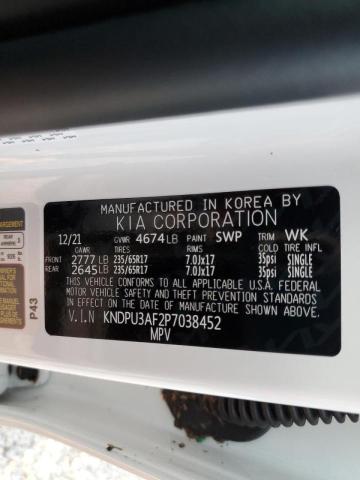 MANUFACTURED IN KOREA BY
KIA CORPORATION
12/21 GVWR 4674LB PAINT SWP TRIM WK
GAWR TIRES RIMS COLD TIRE INFL
FRONT 2777 LB 235/65R17 7.0Jx17 35psi SINGLE
REAR 2645LB 235/65R17 7.0Jx17 35psi SINGLE
THIS VEHICLE CONFORMS TO ALL APPLICABLE U.S.A. FEDERAL
MOTOR VEHICLE SAFETY AND THEFT PREVENTION STANDARDS
IN EFFECT ON THE DATE OF MANUFACTURE SHOWN ABOVE.
V.I.N KNDPU3AF2P7038452
MPV
P43
REAR